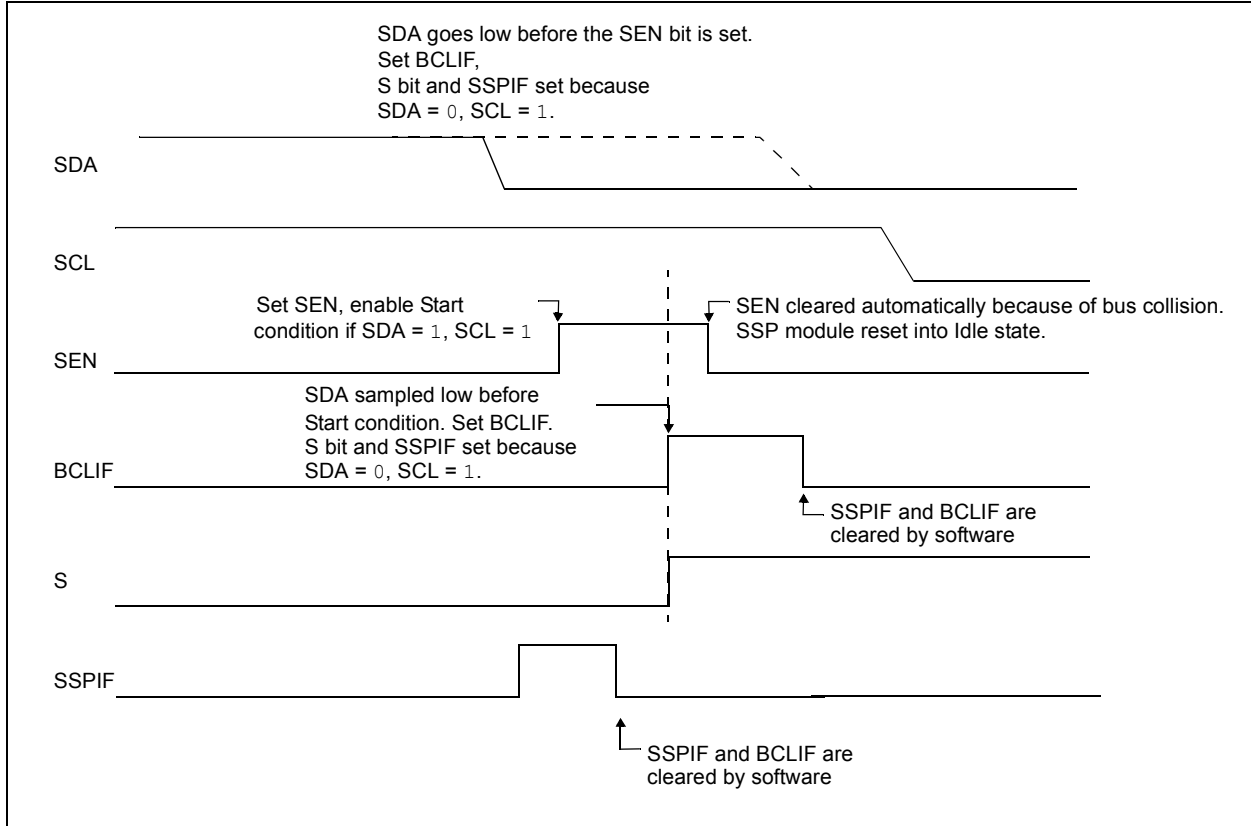 SDA goes low before the SEN bit is set.
Set BCLIF,
S bit and SSPIF set because
SDA = 0, SCL = 1.
SDA
SCL
Set SEN, enable Start
condition if SDA = 1, SCL = 1
SEN cleared automatically because of bus collision.
SSP module reset into Idle state.
SEN
SDA sampled low before
Start condition. Set BCLIF.
S bit and SSPIF set because
SDA = 0, SCL = 1.
BCLIF
SSPIF and BCLIF are
cleared by software
S
SSPIF
SSPIF and BCLIF are
cleared by software